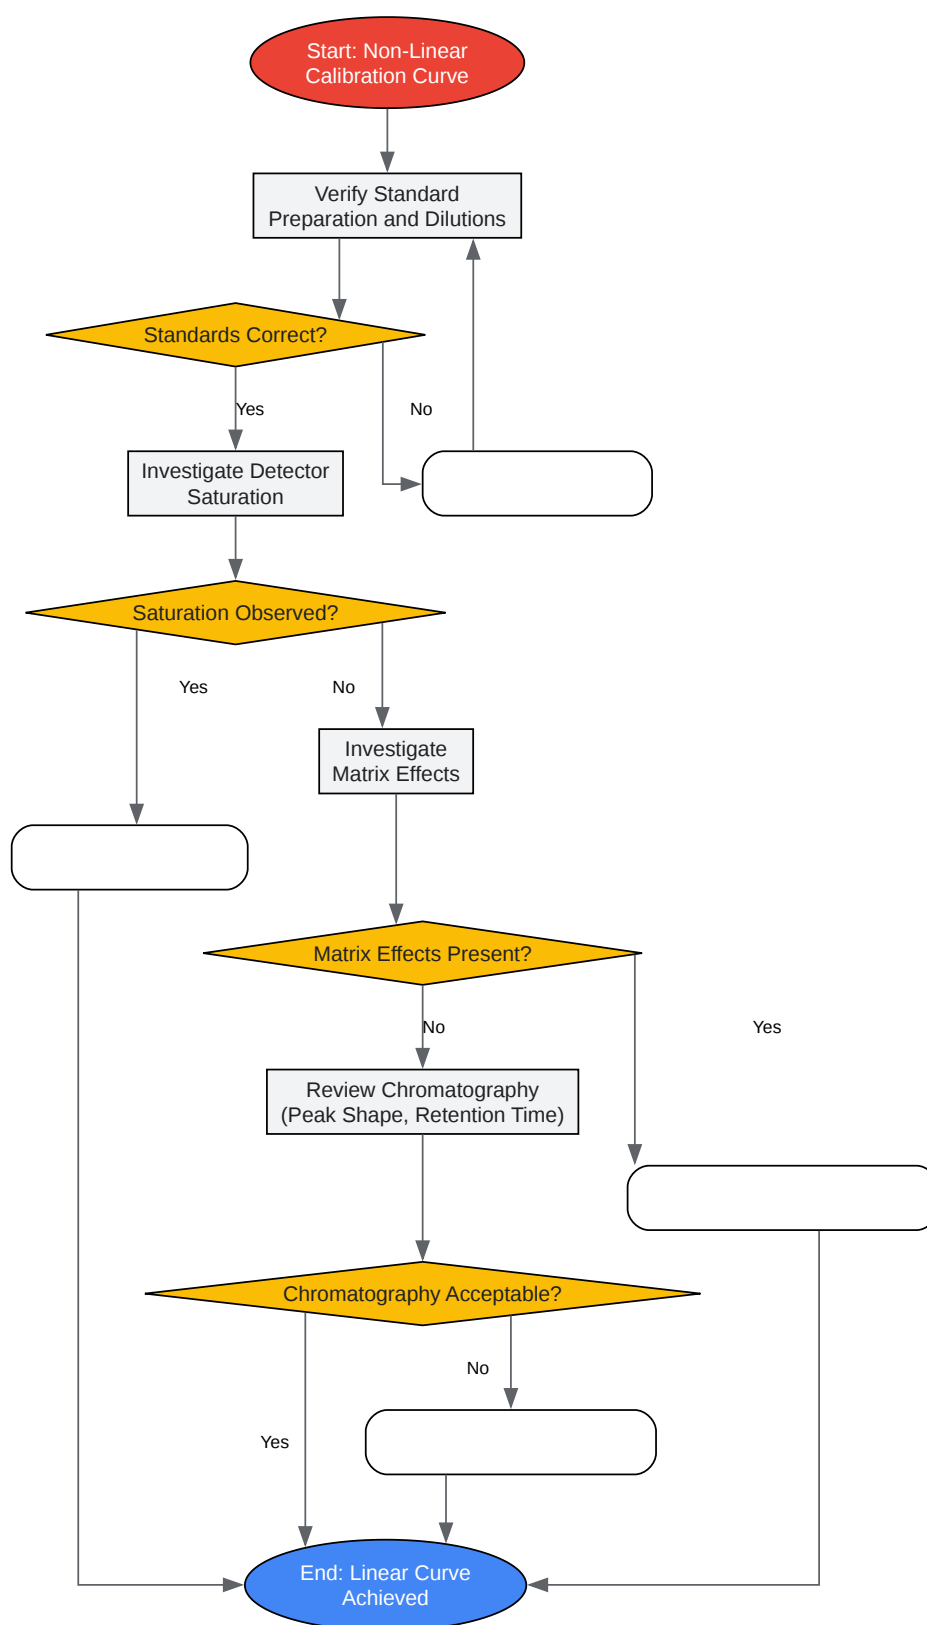 Start: Non-Linear
Calibration Curve
Verify Standard
Preparation and Dilutions
Standards Correct?
Yes
No
Investigate Detector
Saturation
Saturation Observed?
Yes
No
Investigate
Matrix Effects
Matrix Effects Present?
No
Yes
Review Chromatography
(Peak Shape, Retention Time)
Chromatography Acceptable?
No
Yes
End: Linear Curve
Achieved